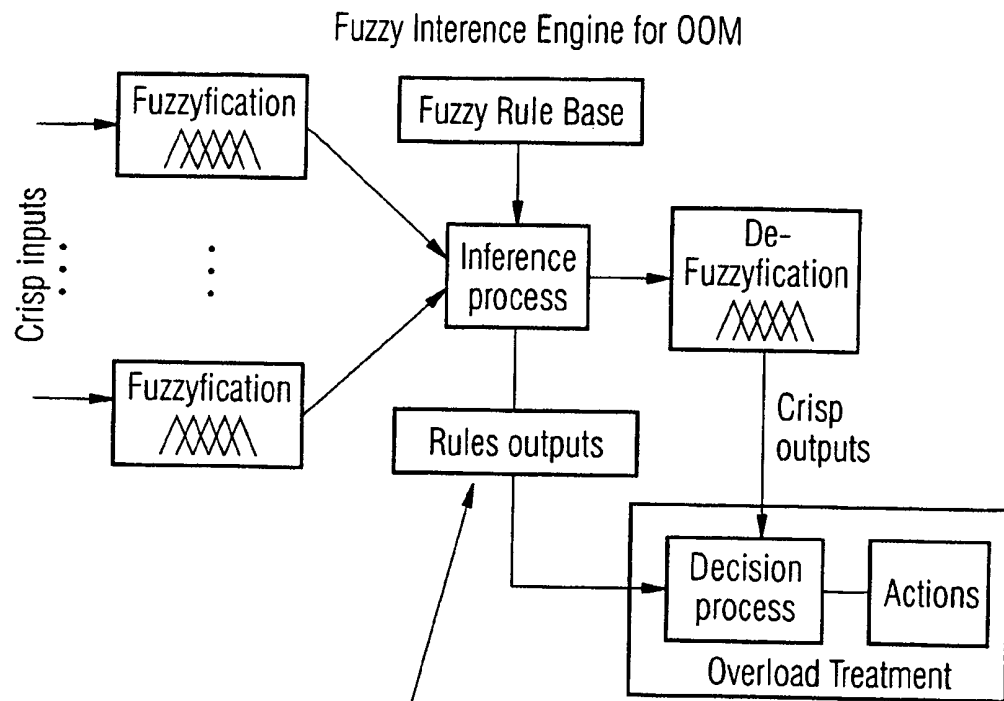 Fuzzy Interence Engine for OOM
Fuzzyfication
Fuzzy Rule Base
Crisp inputs
Inference
process
De-
Fuzzyfication
Fuzzyfication
Rules outputs
Crisp
outputs
Decision
process
Actions
Overload Treatment